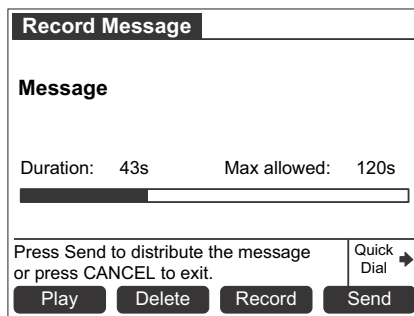 Record Message
Message
Duration: 43s Max allowed: 120s
Press Send to distribute the message
or press CANCEL to exit.
Quick
Dial
Play Delete Record Send